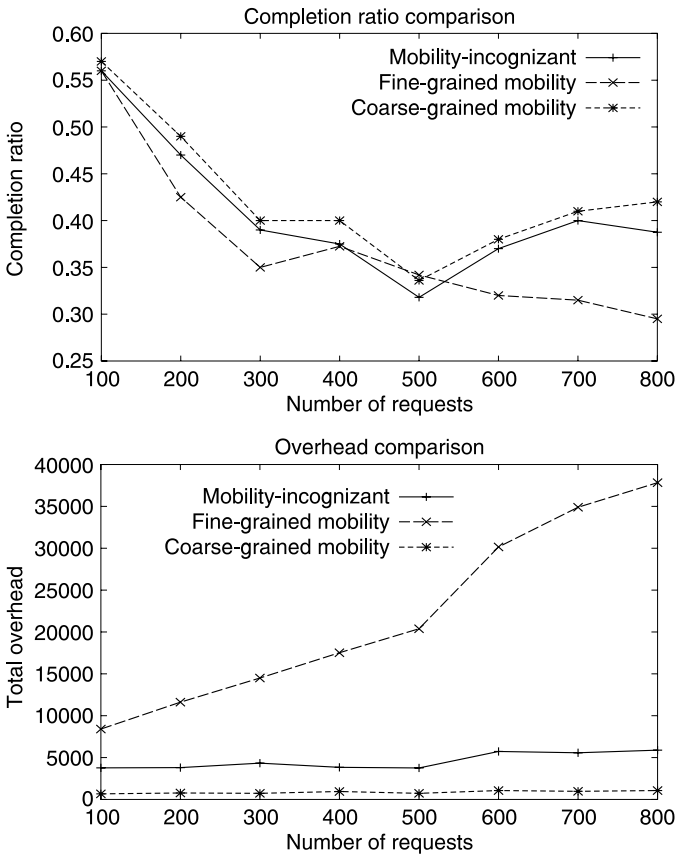 Completion ratio comparison
0.60
0.55
0.50
0.45
0.40
0.35
0.30
0.25
Completion ratio
Mobility-incognizant
Fine-grained mobility
Coarse-grained mobility
100 200 300 400 500 600 700 800
Number of requests
Overhead comparison
40000
35000
30000
25000
20000
15000
10000
5000
0
Total overhead
Mobility-incognizant
Fine-grained mobility
Coarse-grained mobility
100 200 300 400 500 600 700 800
Number of requests